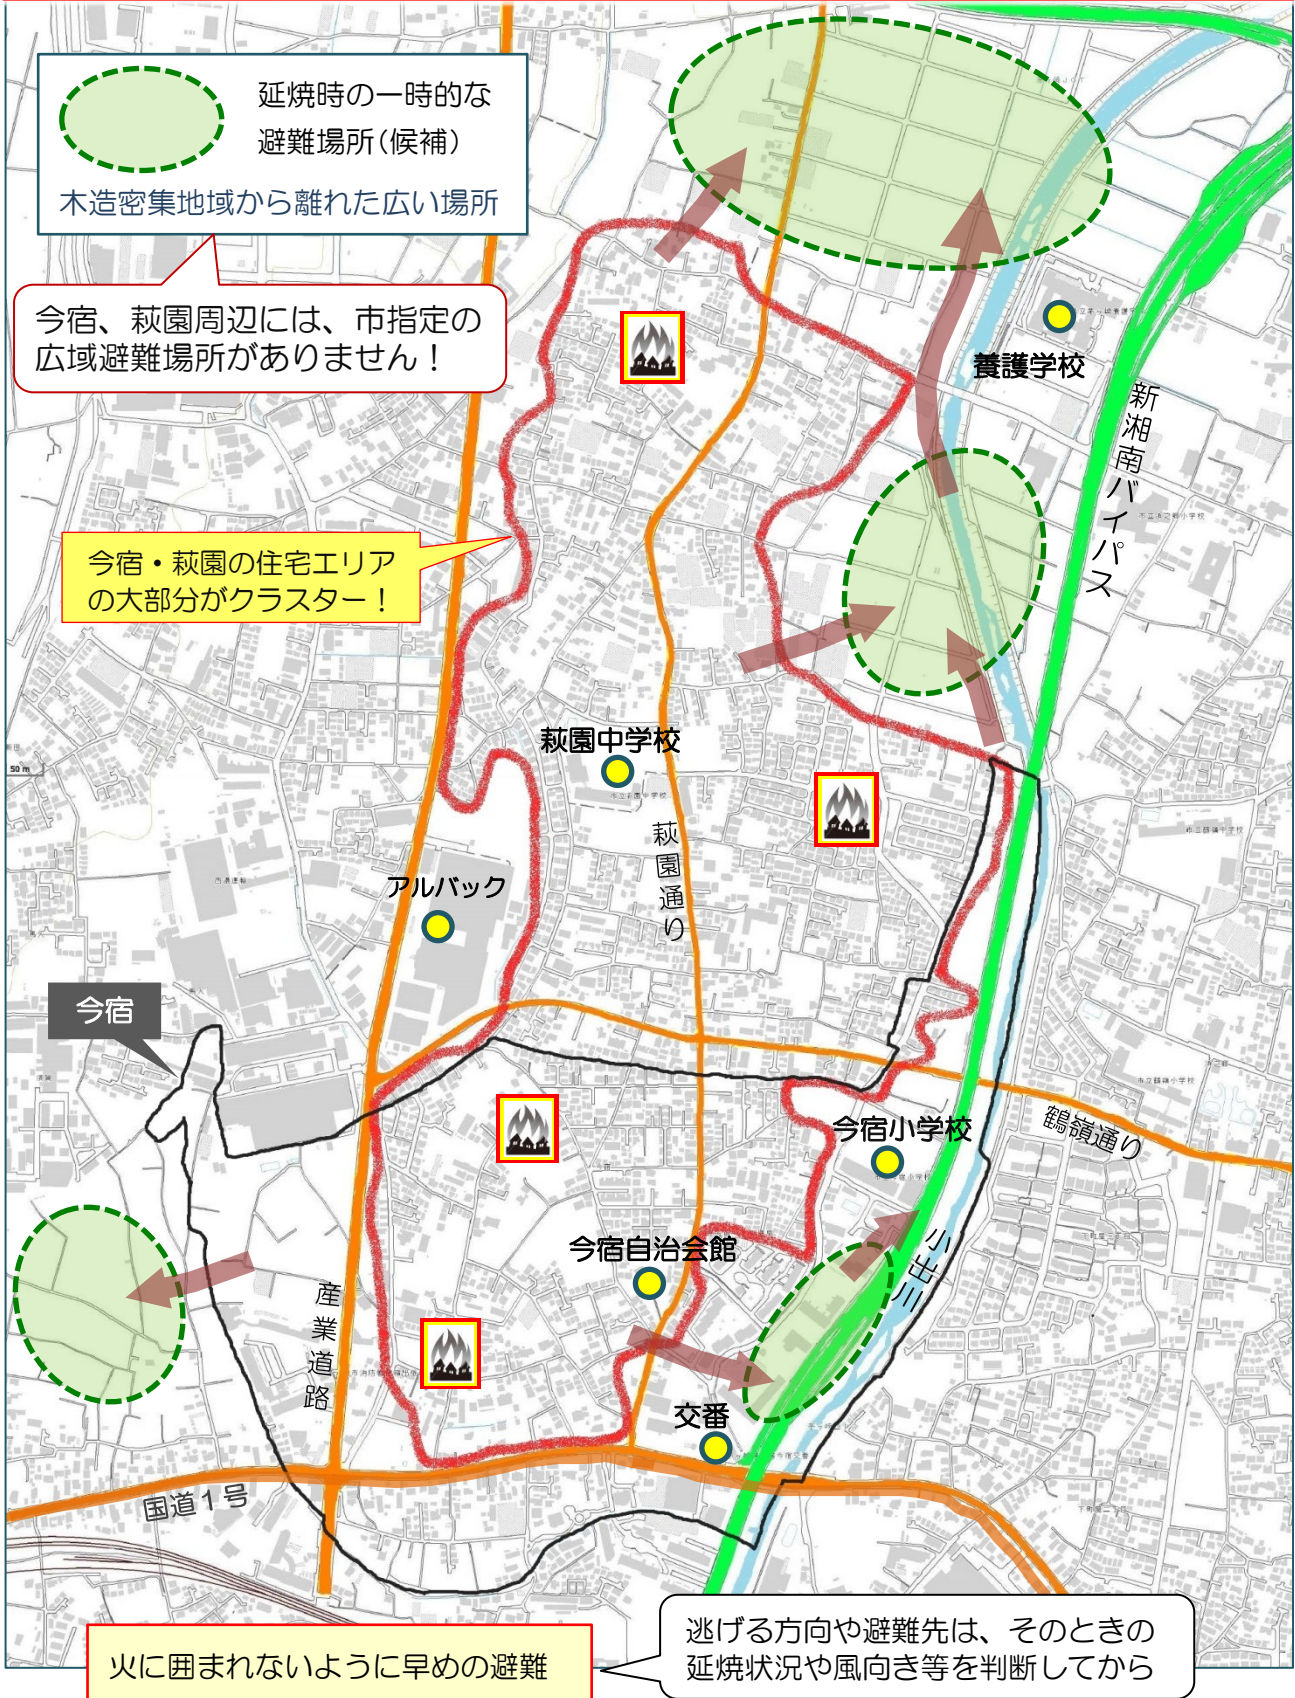 延焼時の一時的な
避難場所(候補)
木造密集地域から離れた広い場所
今宿、萩園周辺には、市指定の
広域避難場所がありません！
養護学校
新湘南バイパス
今宿・萩園の住宅エリア
の大部分がクラスター！
萩園中学校
50 m
萩園通り
アルバック
今宿
今宿小学校
鶴嶺通り
今宿自治会館
小出川
産業道路
交番
国道１号
火に囲まれないように早めの避難
逃げる方向や避難先は、そのときの
延焼状況や風向き等を判断してから